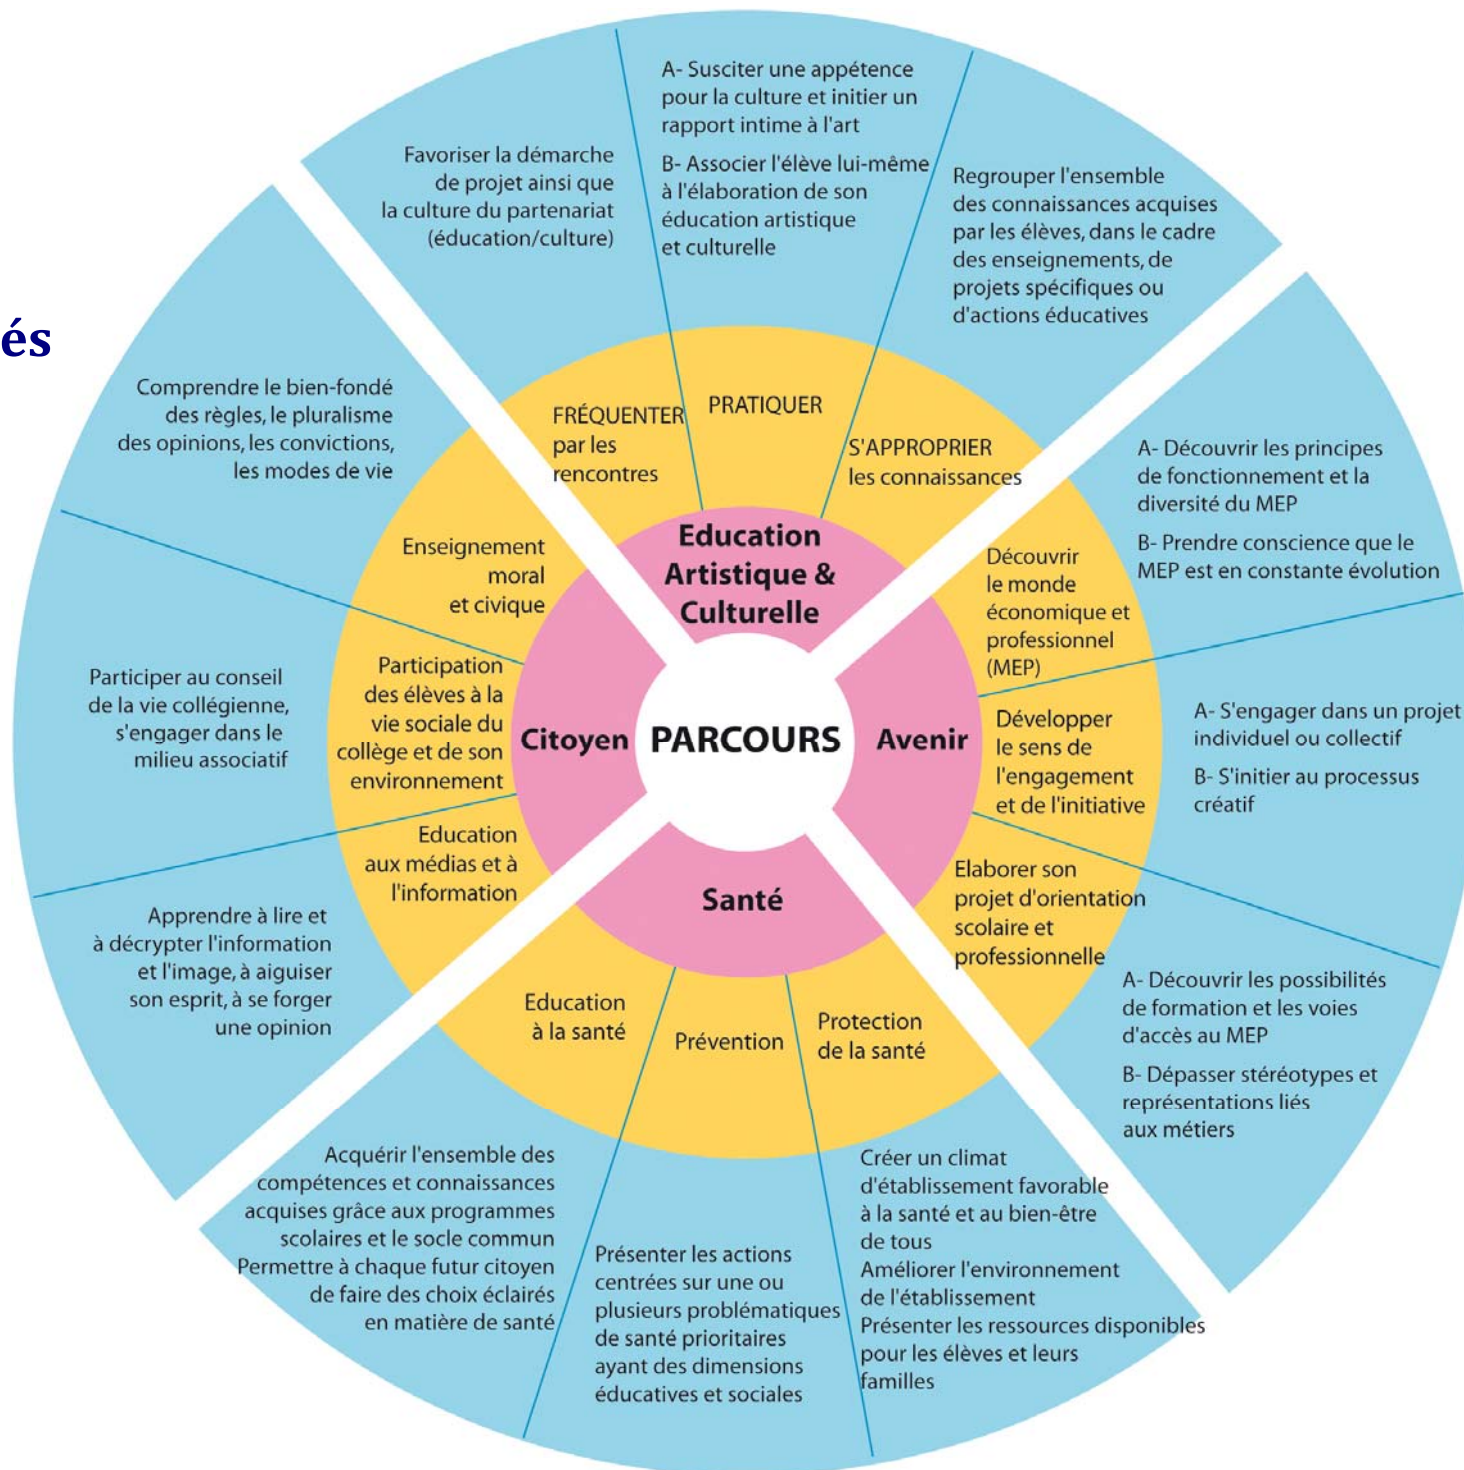 és
A- Susciter une appétence
pour la culture et initier un
rapport intime à l'art
B- Associer l'élève lui-même
à l'élaboration de son
éducation artistique
et culturelle
Favoriser la démarche
de projet ainsi que
la culture du partenariat
(éducation/culture)
Regrouper l'ensemble
des connaissances acquises
par les élèves, dans le cadre
des enseignements, de
projets spécifiques ou
d'actions éducatives
FRÉQUENTER
par les
rencontres
PRATIQUER
S'APPROPRIER
les connaissances
Education
Artistique &
Culturelle
Comprendre le bien-fondé
des règles, le pluralisme
des opinions, les convictions,
les modes de vie
Participer au conseil
de la vie collégienne,
s'engager dans le
milieu associatif
Apprendre à lire et
à décrypter l'information
et l'image, à aiguiser
son esprit, à se forger
une opinion
Enseignement
moral
et civique
Participation
des élèves à la
vie sociale du
collège et de son
environnement
Education
aux médias et à
l'information
Citoyen
PARCOURS
Avenir
Découvrir
le monde
économique et
professionnel
(MEP)
Développer
le sens de
l'engagement
et de l'initiative
Elaborer son
projet d'orientation
scolaire et
professionnelle
A- Découvrir les principes
de fonctionnement et la
diversité du MEP
B- Prendre conscience que le
MEP est en constante évolution
A- S'engager dans un projet
individuel ou collectif
B- S'initier au processus
créatif
A- Découvrir les possibilités
de formation et les voies
d'accès au MEP
B- Dépasser stéréotypes et
représentations liés
aux métiers
Santé
Education
à la santé
Prévention
Protection
de la santé
Acquérir l'ensemble des
compétences et connaissances
acquises grâce aux programmes
scolaires et le socle commun
Permettre à chaque futur citoyen
de faire des choix éclairés
en matière de santé
Présenter les actions
centrées sur une ou
plusieurs problématiques
de santé prioritaires
ayant des dimensions
éducatives et sociales
Créer un climat
d'établissement favorable
à la santé et au bien-être
de tous
Améliorer l'environnement
de l'établissement
Présenter les ressources disponibles
pour les élèves et leurs
familles